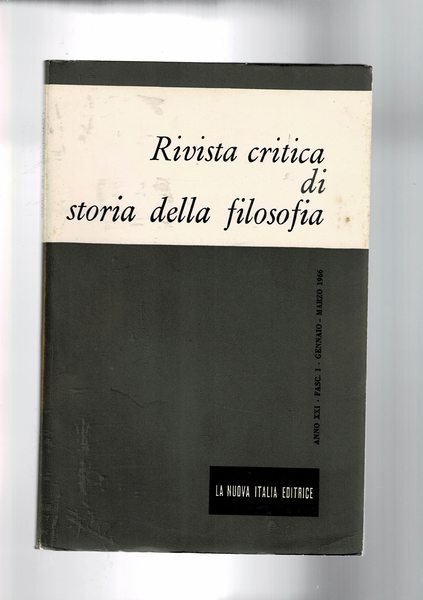 Rivista critica
di
storia della filosofia
ANNO XXI · FASC. I · GENNAIO - MARZO 1966
LA NUOVA ITALIA EDITRICE